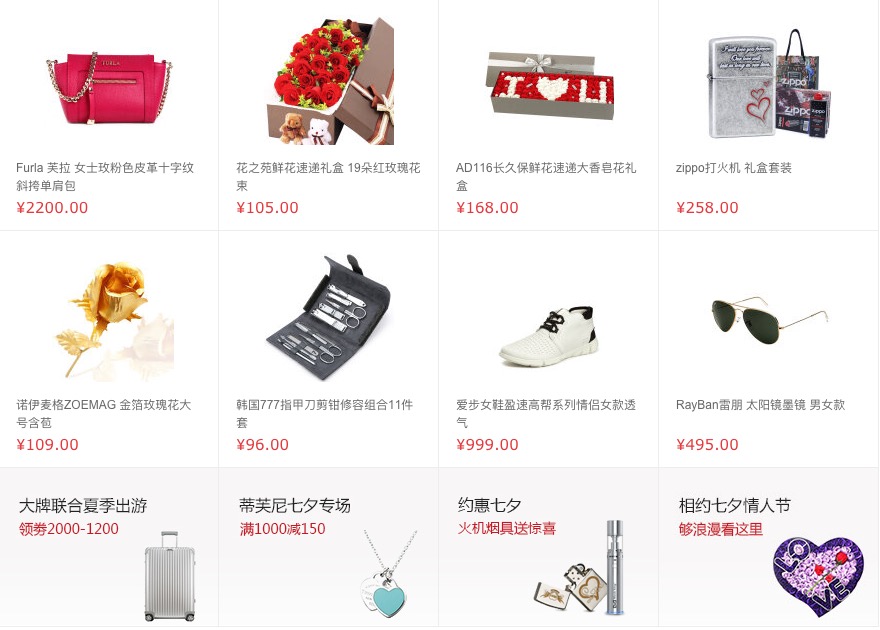 FURLA
I will love you forever
zippo
zippo
Furla 芙拉 女士玫粉色皮革十字纹
斜挎单肩包
¥2200.00
花之苑鲜花速递礼盒 19朵红玫瑰花
束
¥105.00
AD116长久保鲜花速递大香皂花礼
盒
¥168.00
zippo打火机 礼盒套装
¥258.00
诺伊麦格ZOEMAG 金箔玫瑰花大
号含苞
¥109.00
韩国777指甲刀剪钳修容组合11件
套
¥96.00
爱步女鞋盈速高帮系列情侣女款透
气
¥999.00
RayBan雷朋 太阳镜墨镜 男女款
¥495.00
大牌联合夏季出游
领券2000-1200
蒂芙尼七夕专场
满1000减150
约惠七夕
火机烟具送惊喜
相约七夕情人节
够浪漫看这里
LO
VE